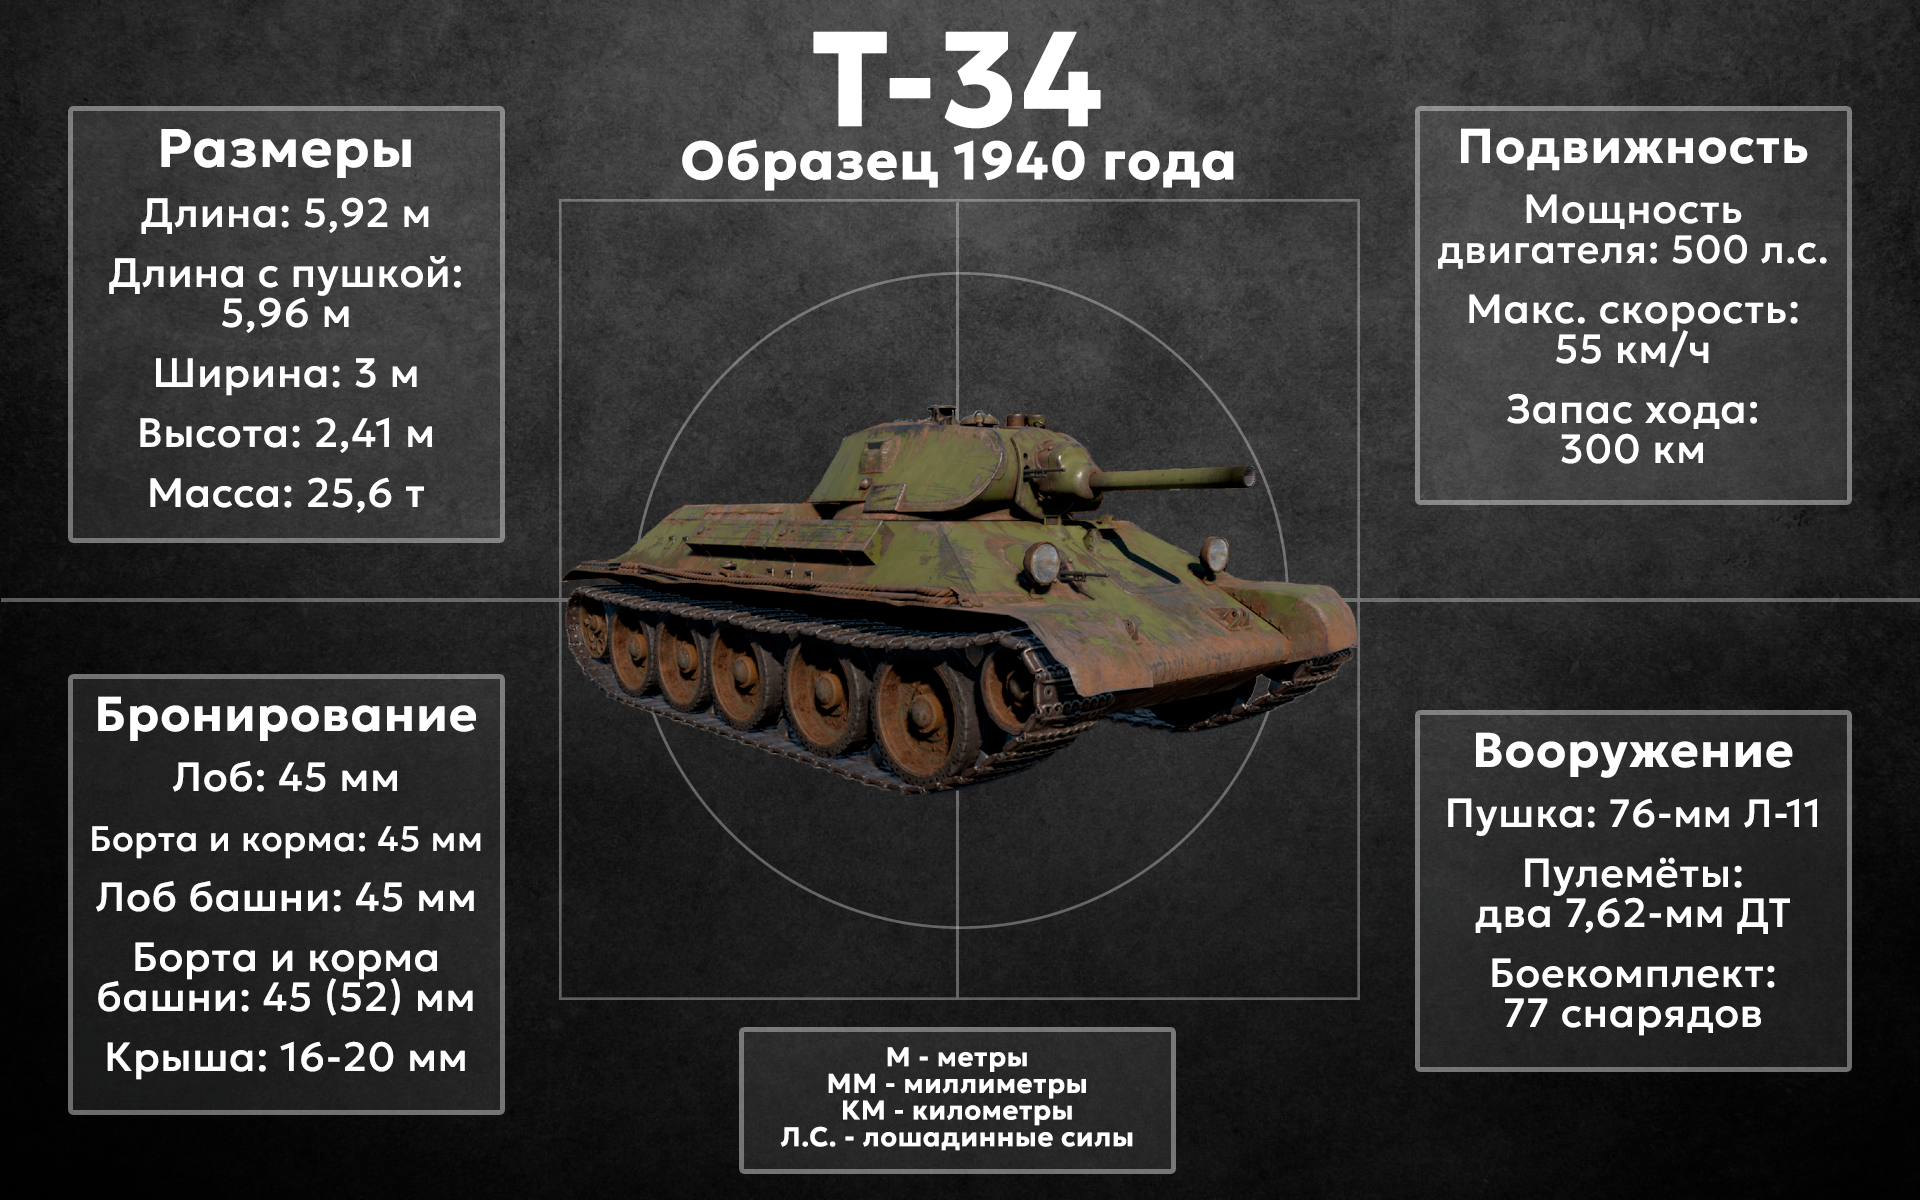 Т-34
Образец 1940 года
Размеры
Длина: 5,92 м
Длина с пушкой:
5,96 м
Ширина: 3 м
Высота: 2,41 м
Масса: 25,6 т
Подвижность
Мощность
двигателя: 500 л.с.
Макс. скорость:
55 км/ч
Запас хода:
300 км
Бронирование
Лоб: 45 мм
Борта и корма: 45 мм
Лоб башни: 45 мм
Борта и корма
башни: 45 (52) мм
Крыша: 16-20 мм
Вооружение
Пушка: 76-мм Л-11
Пулемёты:
два 7,62-мм ДТ
Боекомплект:
77 снарядов
М - метры
ММ - миллиметры
КМ - километры
Л.С. - лошадинные силы